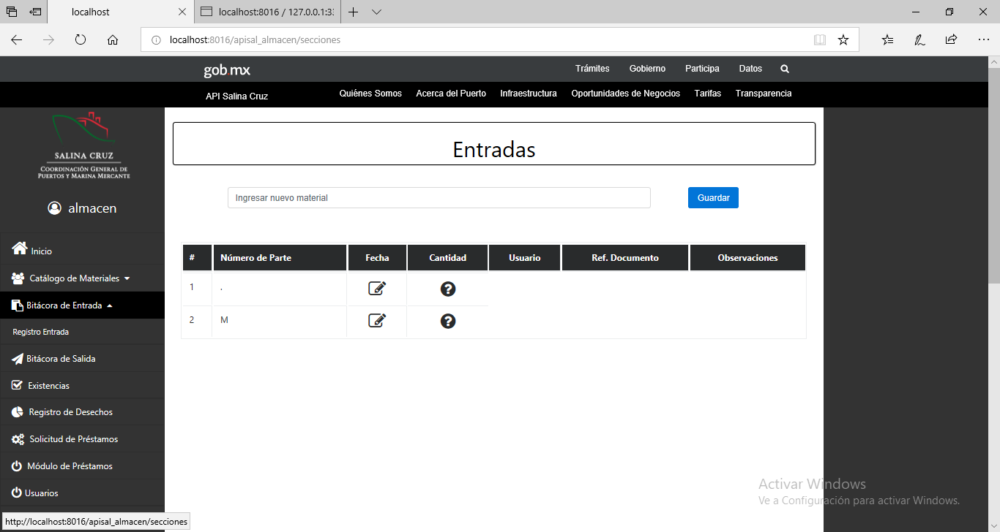 localhost
localhost:8016 / 127.0.0.1:33
localhost:8016/apisal_almacen/secciones
gob.mx
Trámites Gobierno Participa Datos
API Salina Cruz Quiénes Somos Acerca del Puerto Infraestructura Oportunidades de Negocios Tarifas Transparencia
SALINA CRUZ
COORDINACIÓN GENERAL DE
PUERTOS Y MARINA MERCANTE
almacen
Inicio
Catálogo de Materiales
Bitácora de Entrada
Registro Entrada
Bitácora de Salida
Existencias
Registro de Desechos
Solicitud de Préstamos
Módulo de Préstamos
Usuarios
http://localhost:8016/apisal_almacen/secciones
Entradas
Ingresar nuevo material Guardar
# Número de Parte Fecha Cantidad Usuario Ref. Documento Observaciones
1 .
2 M
Activar Windows
Ve a Configuración para activar Windows.